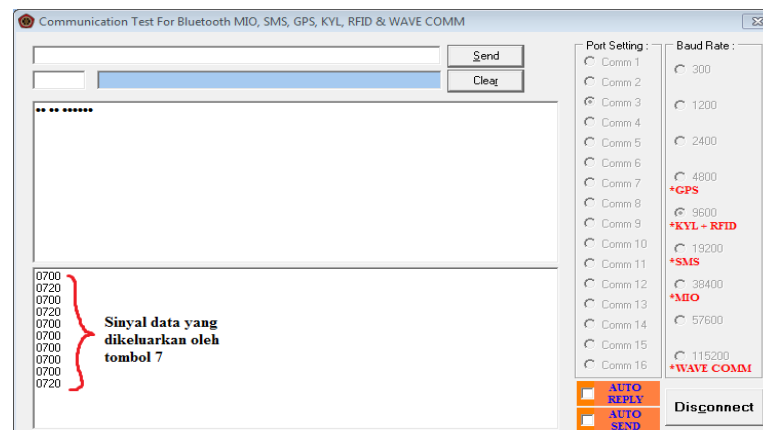 Communication Test For Bluetooth MIO, SMS, GPS, KYL, RFID & WAVE COMM
Send
Clear
•• •• ••••••
0700
0720
0700
0720
0700
0700
0700
0700
0700
0720
Sinyal data yang
dikeluarkan oleh
tombol 7
Port Setting :
Comm 1
Comm 2
Comm 3
Comm 4
Comm 5
Comm 6
Comm 7
Comm 8
Comm 9
Comm 10
Comm 11
Comm 12
Comm 13
Comm 14
Comm 15
Comm 16
Baud Rate :
300
1200
2400
4800
*GPS
9600
*KYL + RFID
19200
*SMS
38400
*MIO
57600
115200
*WAVE COMM
AUTO
REPLY
AUTO
SEND
Disconnect